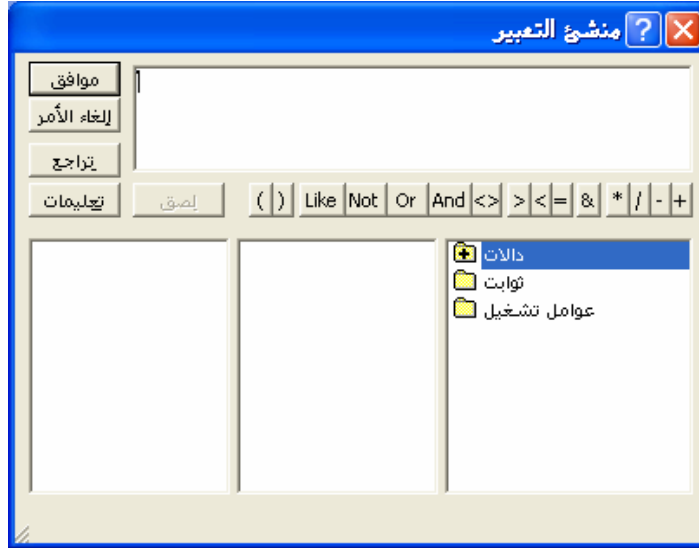 منشئ التعبير
موافق
إلغاء الأمر
تراجع
تعليمات
لصق
( ) Like Not Or And <> > < = & * / - +
دالات
ثوابت
عوامل تشغيل